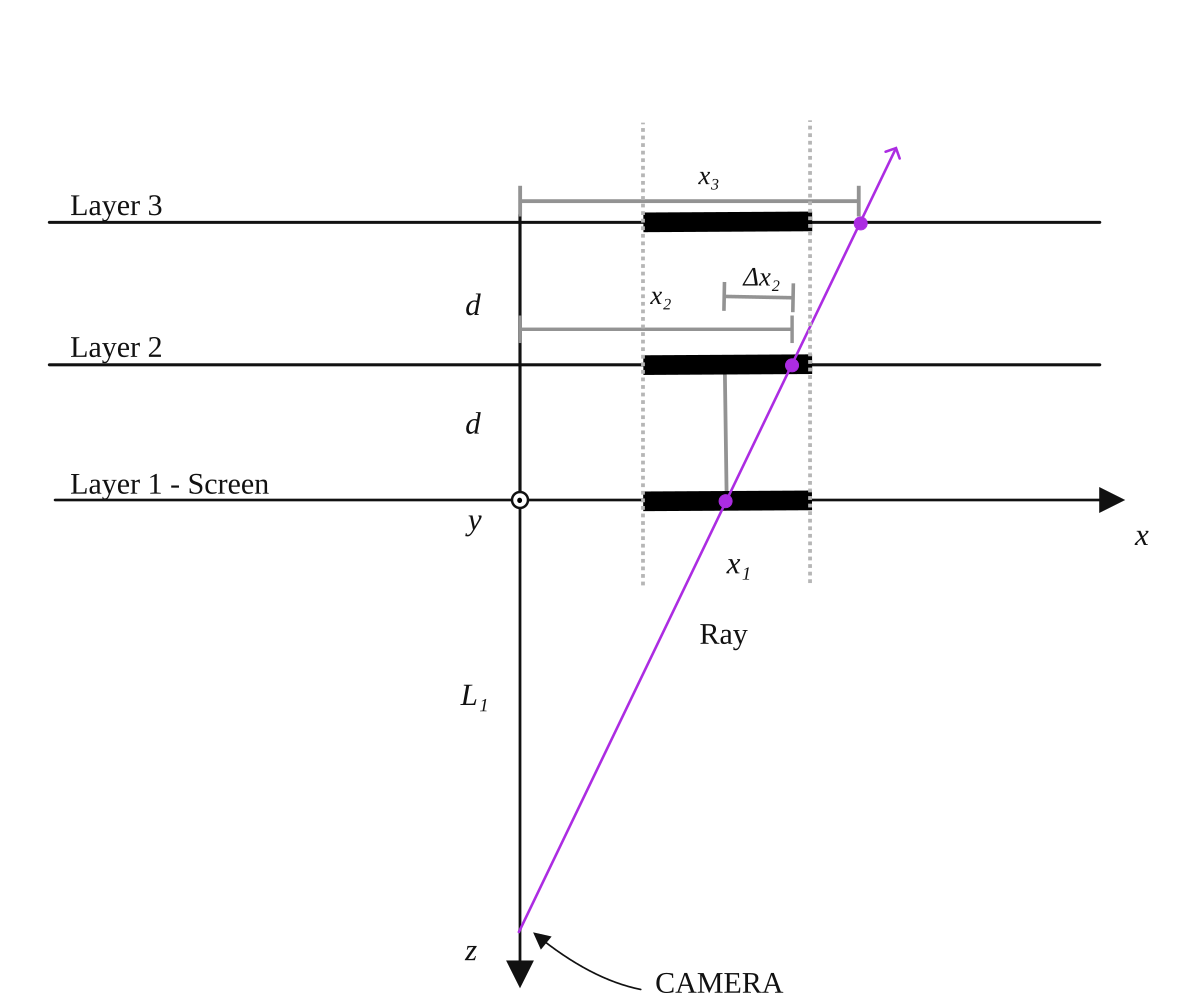 x3
Layer 3
Δx2
d
x2
Layer 2
d
Layer 1 - Screen
y
x
x1
Ray
L1
z
CAMERA